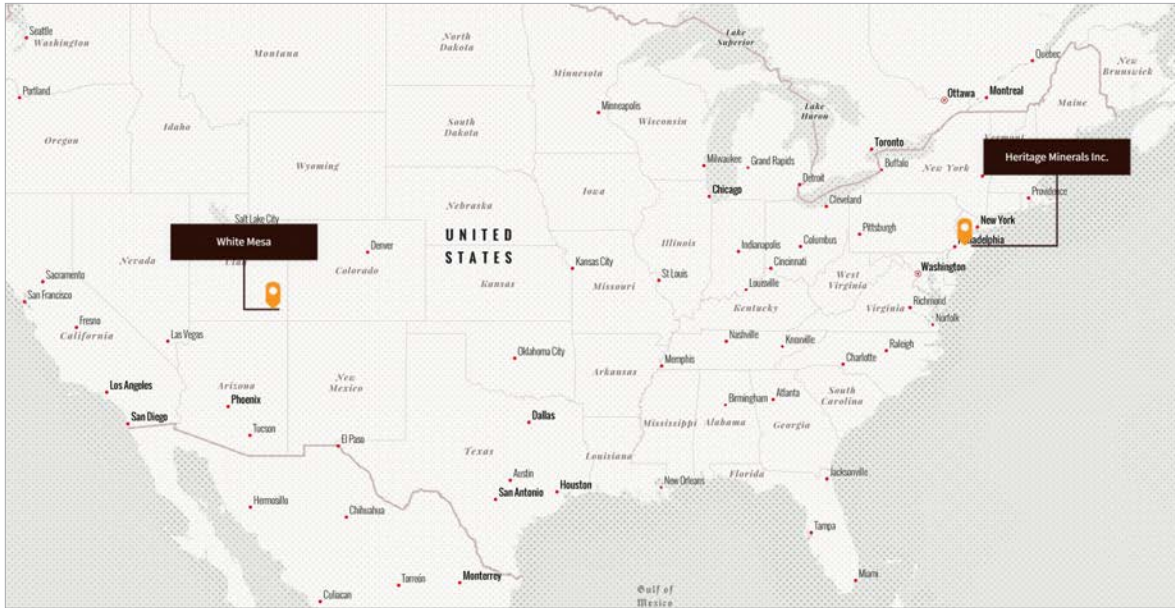 Seattle
Washington
Montana
North
Dakota
Lake
Superior
Quebec
New
Brunswick
Portland
Minnesota
Ottawa
Montreal
Maine
Minneapolis
Lake
Huron
Oregon
Idaho
South
Dakota
Wisconsin
Toronto
Vermont
Wyoming
Milwaukee
Grand Rapids
Buffalo
New York
Heritage Minerals Inc.
Detroit
Chicago
Iowa
Providence
Nebraska
Cleveland
Salt Lake City
New York
White Mesa
UNITED
STATES
Pittsburgh
Philadelphia
Denver
Illinois
Indianapolis
Columbus
Nevada
Utah
Colorado
Kansas City
Cincinnati
Washington
Sacramento
St Louis
West
Virginia
Kansas
Missouri
Louisville
San Francisco
Kentucky
Virginia
Richmond
Fresno
Norfolk
California
Las Vegas
Nashville
Knoxville
Raleigh
Oklahoma City
Memphis
Charlotte
Arkansas
Los Angeles
Arizona
New
Mexico
Phoenix
South
Carolina
Birmingham
Atlanta
San Diego
Dallas
Mississippi
Alabama
Georgia
Tucson
El Paso
Texas
Louisiana
Austin
Florida
Jacksonville
San Antonio
Houston
New Orleans
Hermosillo
Chihuahua
Tampa
Torreón
Monterrey
Miami
Culiacan
Gulf of
Mexico